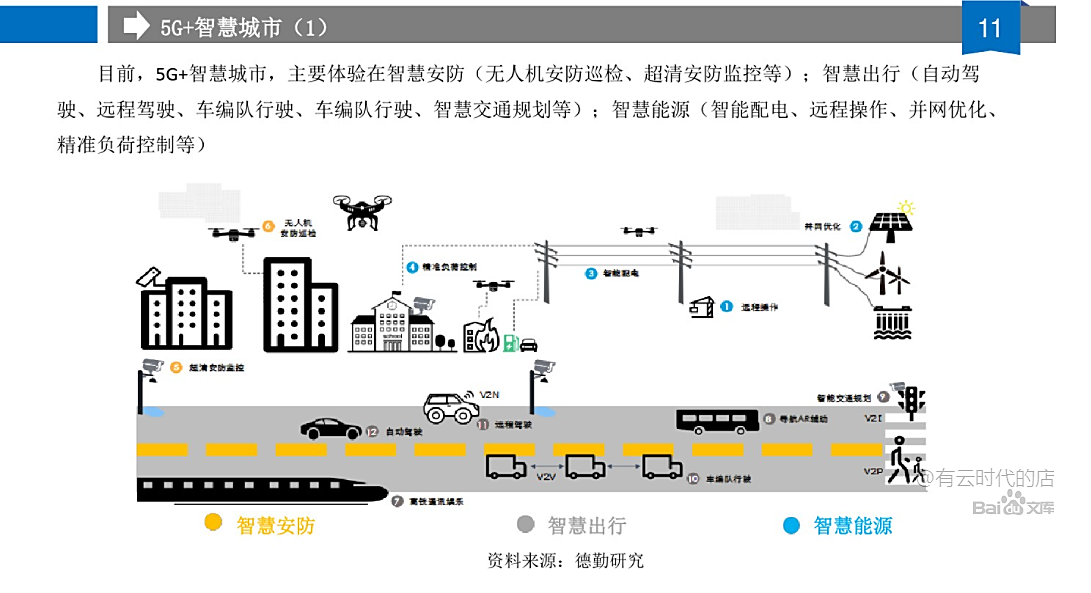 5G+智慧城市（1）
11
目前，5G+智慧城市，主要体验在智慧安防（无人机安防巡检、超清安防监控等）；智慧出行（自动驾
驶、远程驾驶、车编队行驶、车编队行驶、智慧交通规划等）；智慧能源（智能配电、远程操作、并网优化、
精准负荷控制等）
6 无人机
安防巡检
并网优化 2
4 精准负荷控制
3 智能配电
1 远程操作
school
5 超清安防监控
V2N
智能交通规划 9
12 自动驾驶
11 远程驾驶
8 导航AR辅助
V2I
V2V
10 车编队行驶
V2P
7 高铁通讯娱乐
智慧安防
智慧出行
智慧能源
@有云时代的店
Bai du 文库
资料来源：德勤研究